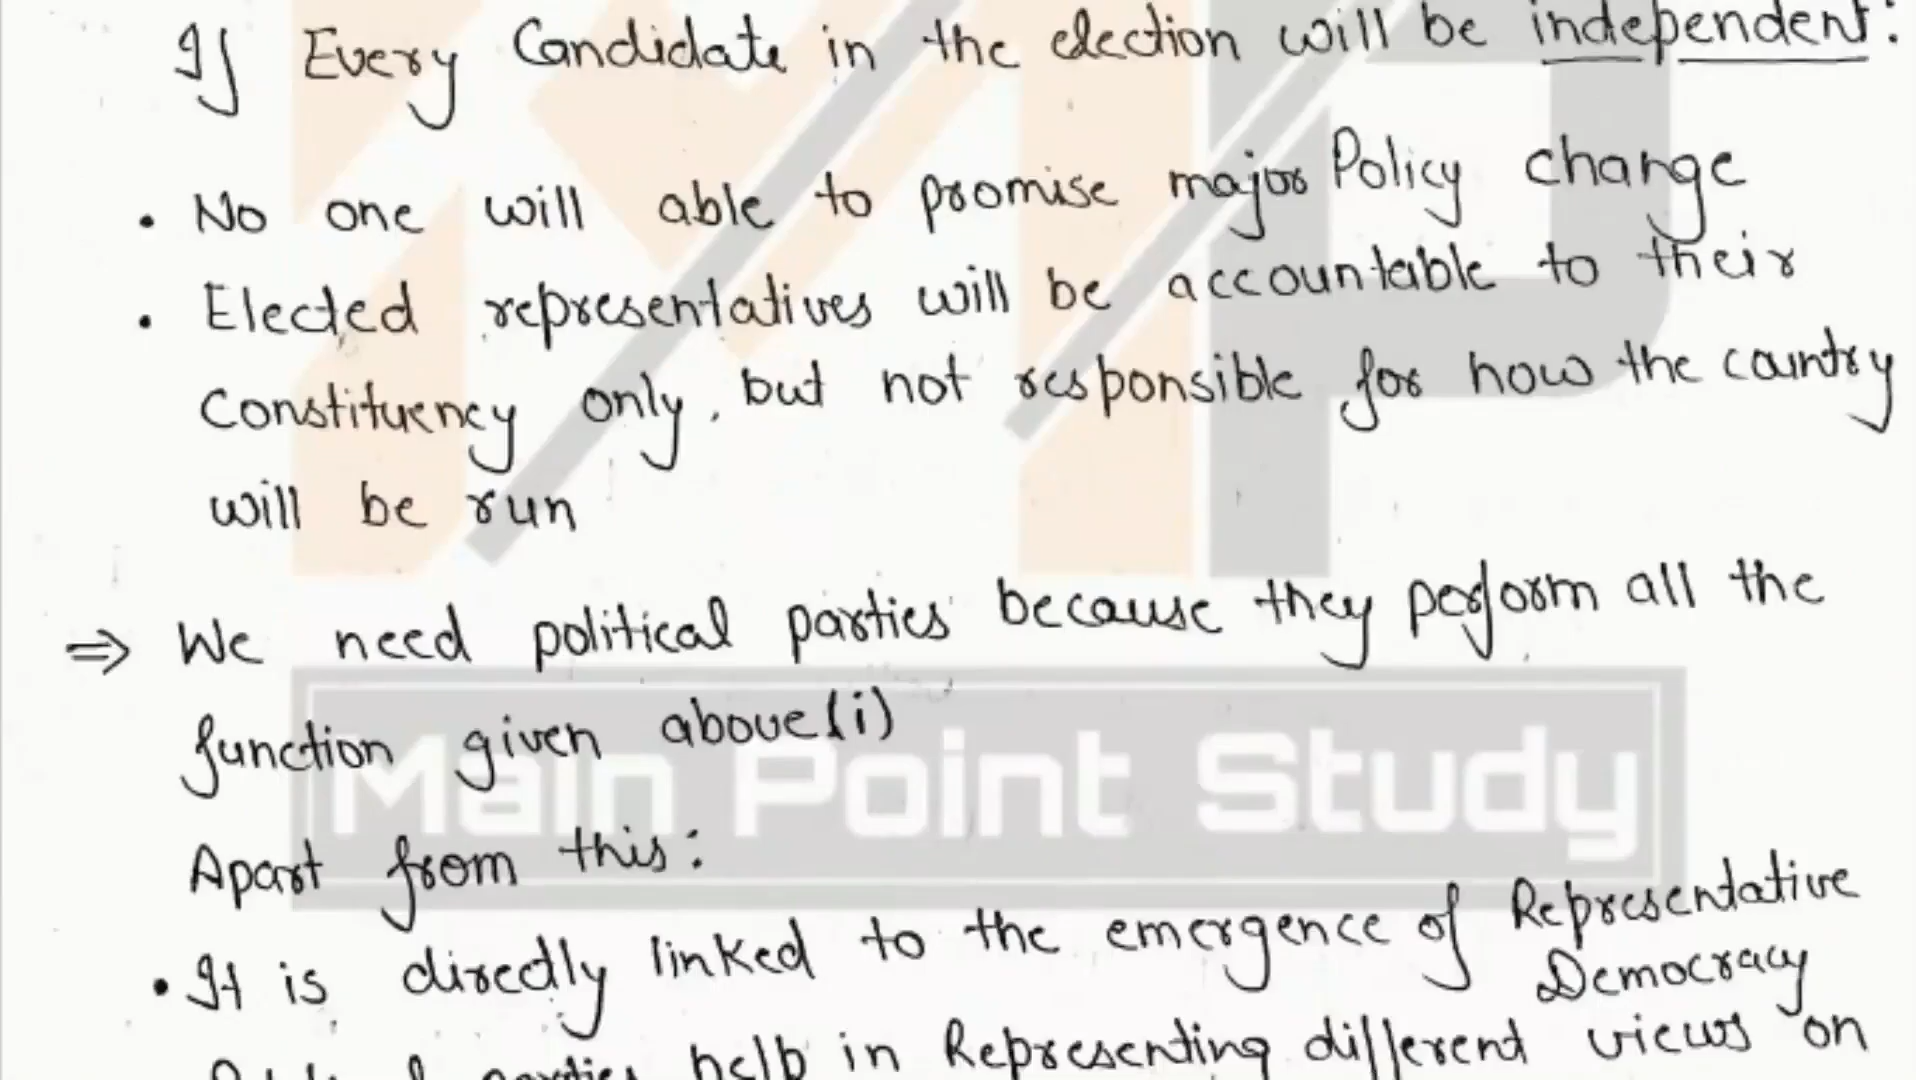 If Every Candidate in the election will be independent:
• No one will able to promise major Policy change
• Elected representatives will be accountable to their
Constituency only, but not responsible for how the country
will be run
⇒ We need political parties because they perform all the
function given above(i)
Main Point Study
Apart from this:
• It is directly linked to the emergence of Representative
Democracy
parties help in Representing different views on